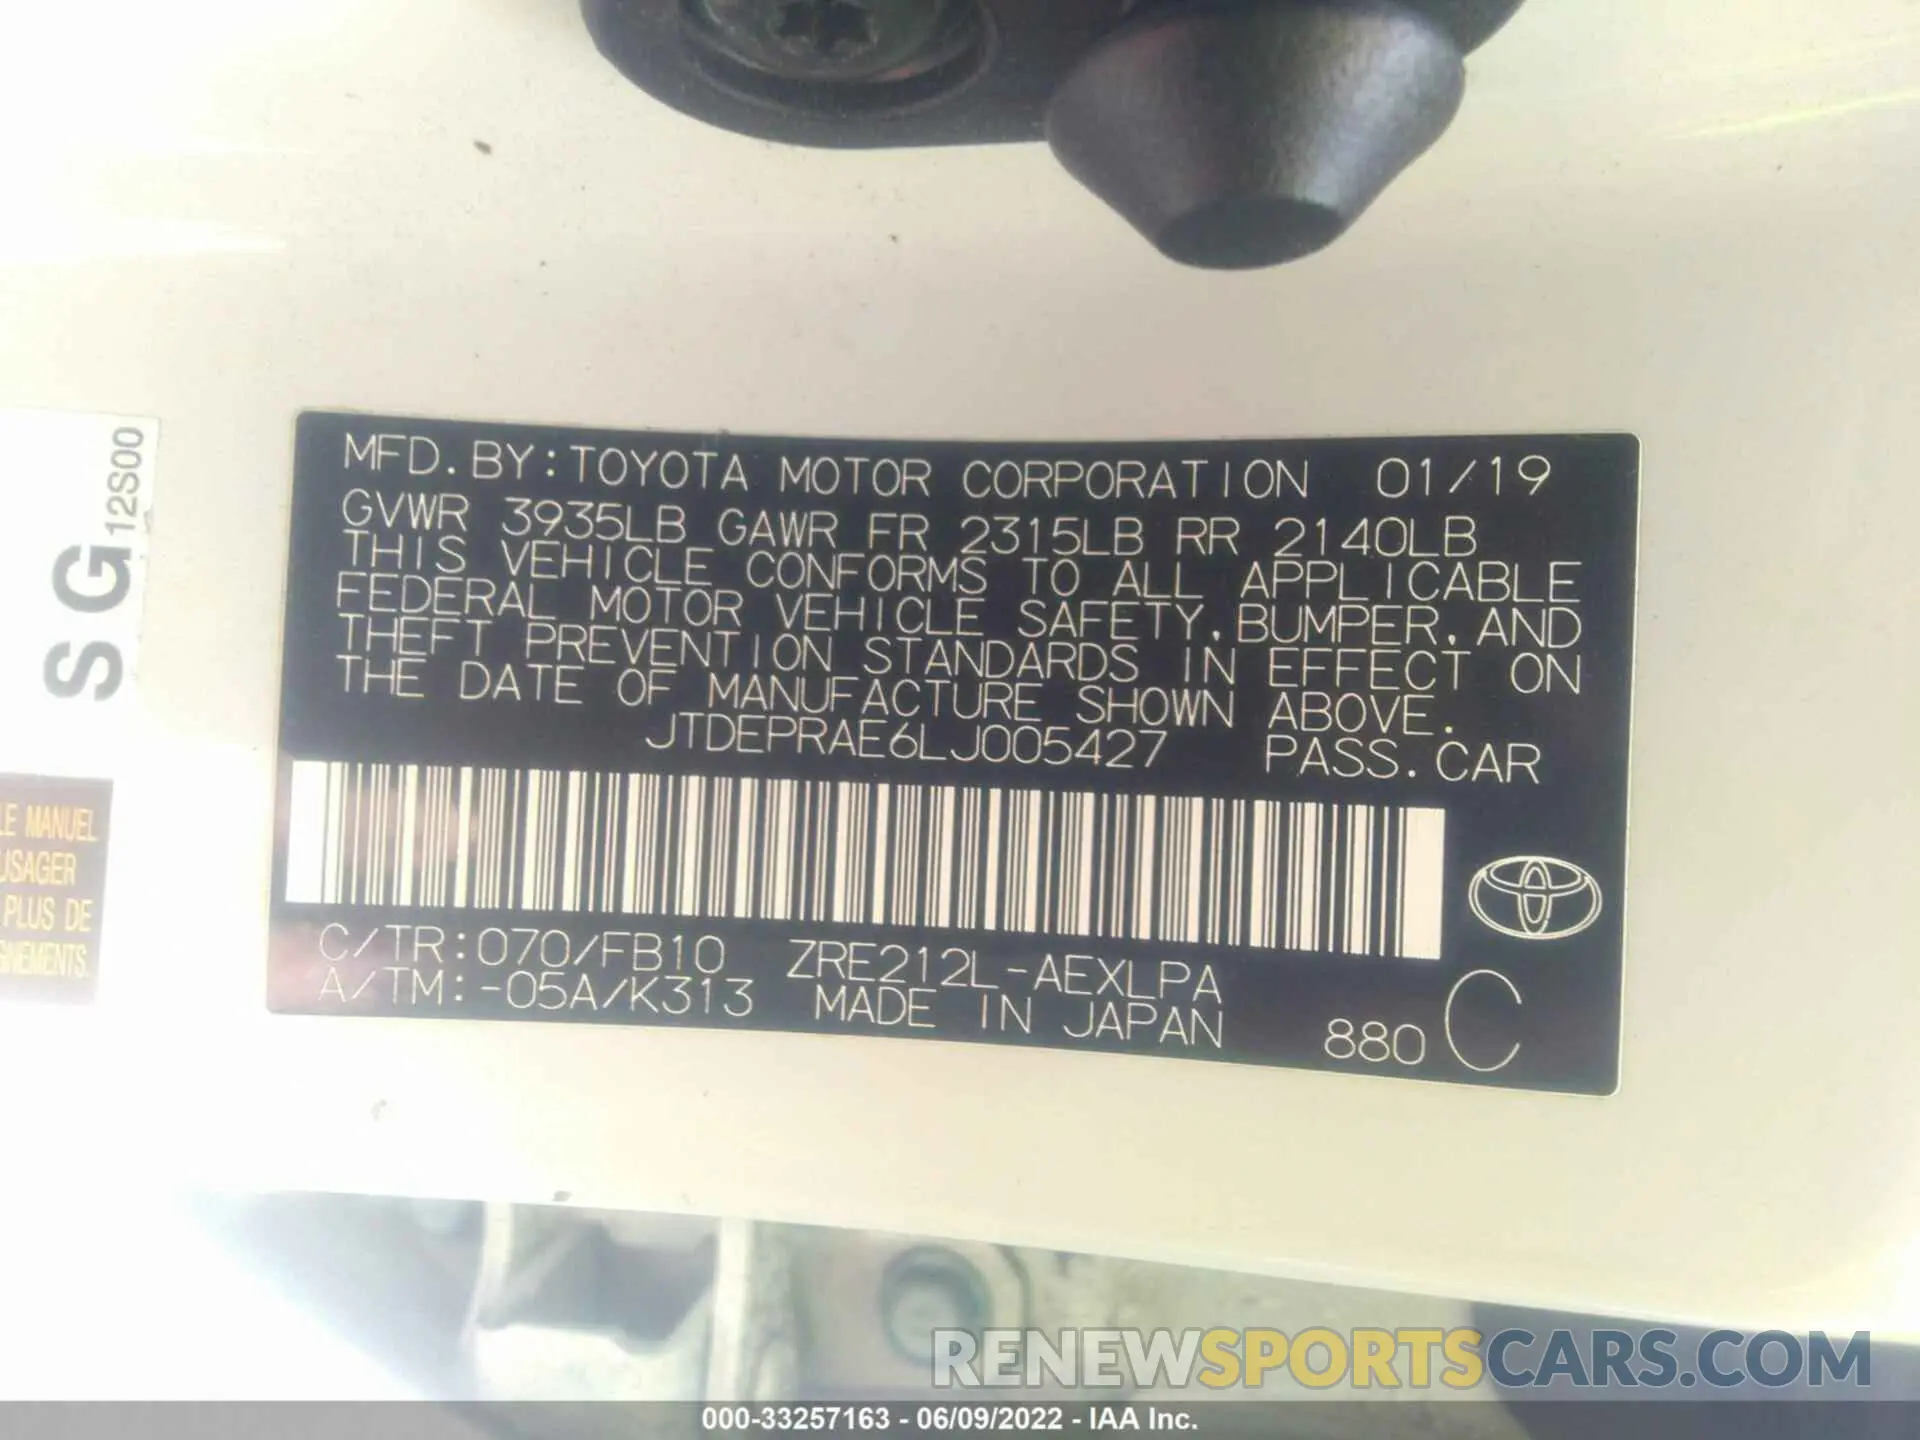 MFD. BY: TOYOTA MOTOR CORPORATION 01/19
GVWR 3935LB GAWR FR 2315LB RR 2140LB
THIS VEHICLE CONFORMS TO ALL APPLICABLE
FEDERAL MOTOR VEHICLE SAFETY, BUMPER, AND
THEFT PREVENTION STANDARDS IN EFFECT ON
THE DATE OF MANUFACTURE SHOWN ABOVE.
JTDEPRAE6LJ005427 PASS. CAR
C/TR: 070/FB10 ZRE212L-AEXLPA
A/TM: -05A/K313 MADE IN JAPAN 880 C
SG 12S00
LE MANUEL
USAGER
PLUS DE
GNEMENTS.
RENEWSPORTSCARS.COM
000-33257163 - 06/09/2022 - IAA Inc.